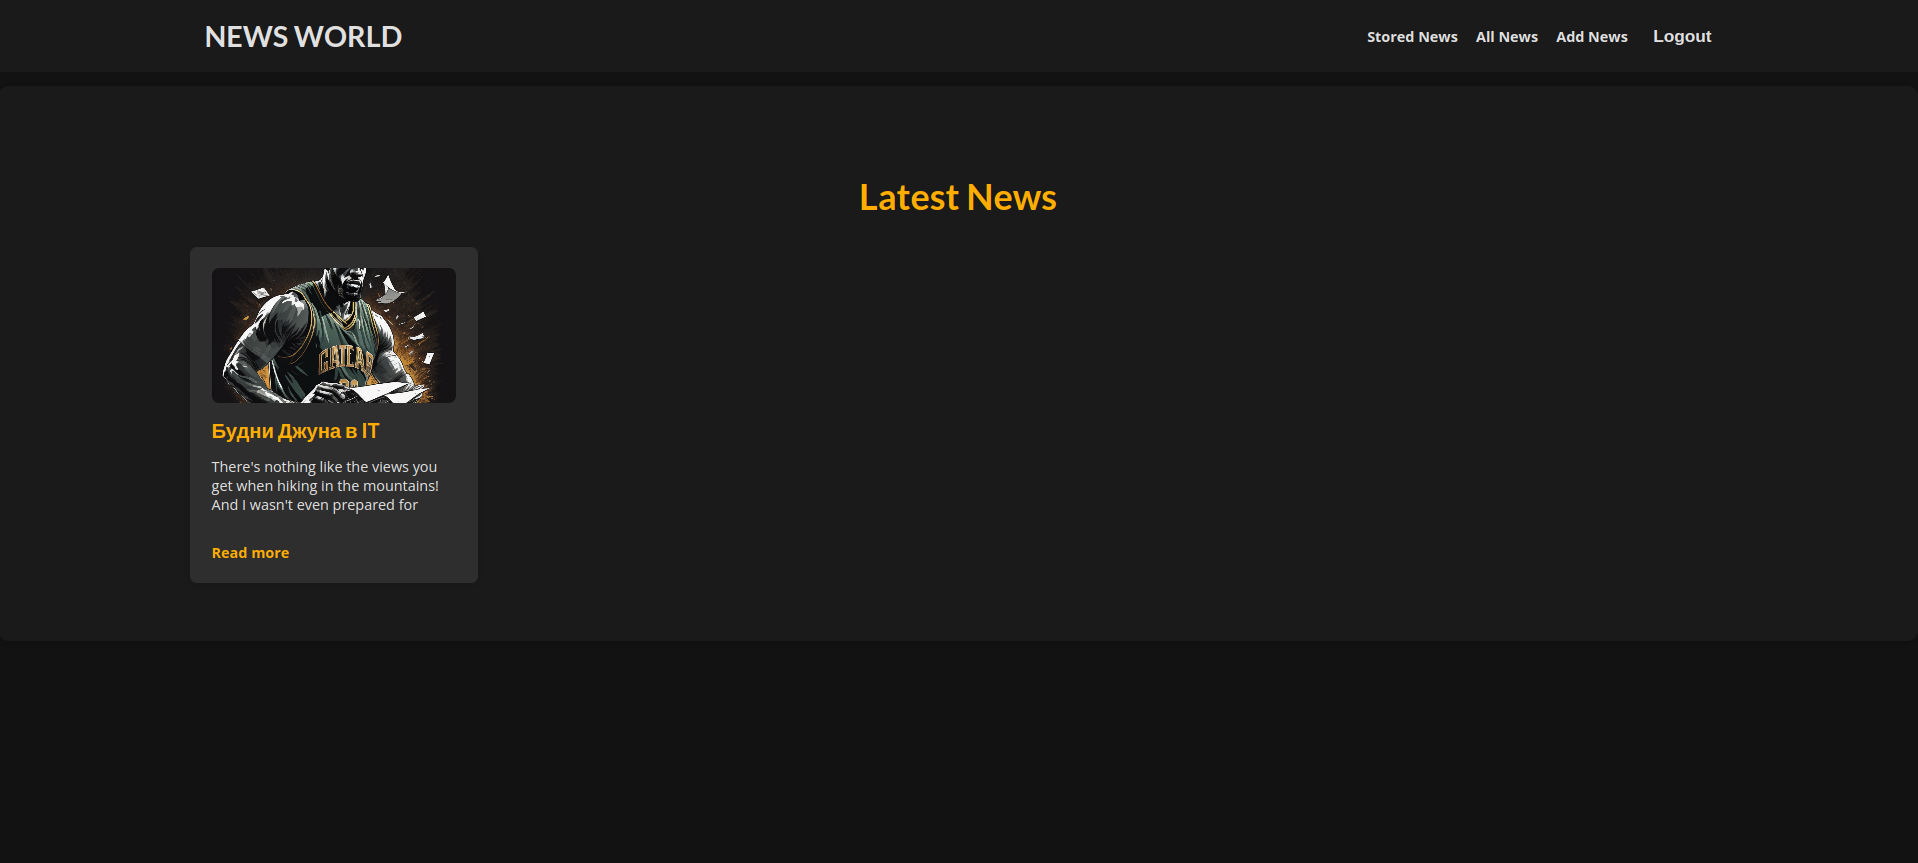 NEWS WORLD
Stored News All News Add News Logout
Latest News
Будни Джуна в IT
There's nothing like the views you
get when hiking in the mountains!
And I wasn't even prepared for
Read more